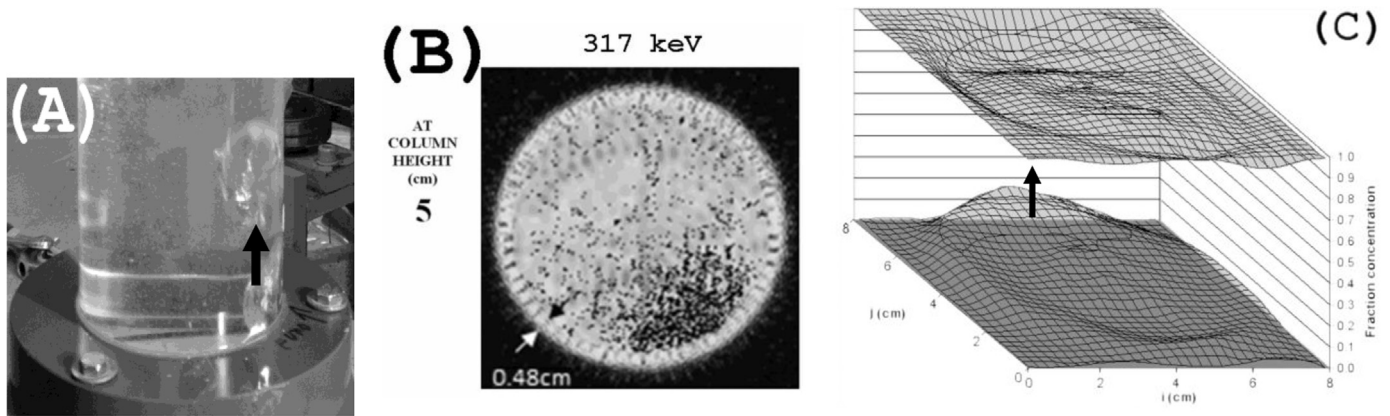 (A)
(B)
317 keV
AT
COLUMN
HEIGHT
(cm)
5
0.48cm
(C)
1.0
0.9
0.8
0.7
0.6
0.5
0.4
0.3
0.2
0.1
0.0
Fraction concentration
8
6
4
2
0
j (cm)
0
2
4
6
8
i (cm)